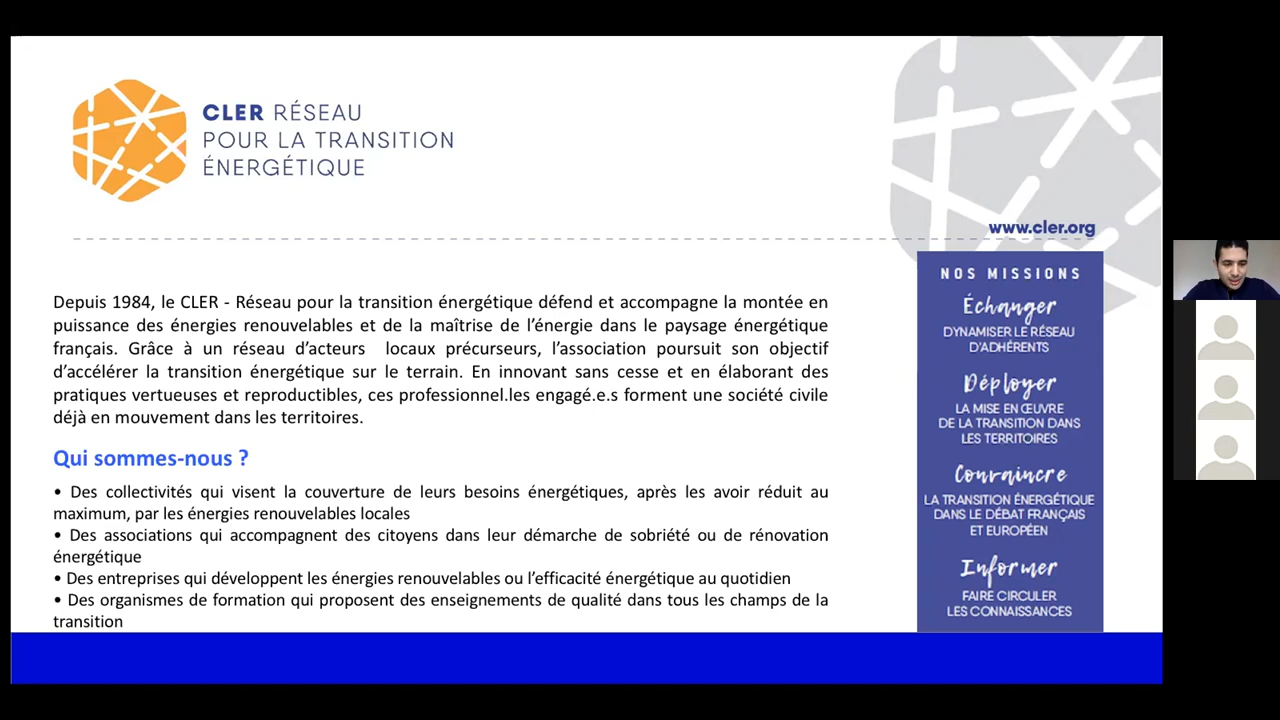 CLER RÉSEAU
POUR LA TRANSITION
ÉNERGÉTIQUE
www.cler.org
Depuis 1984, le CLER - Réseau pour la transition énergétique défend et accompagne la montée en
puissance des énergies renouvelables et de la maîtrise de l’énergie dans le paysage énergétique
français. Grâce à un réseau d’acteurs locaux précurseurs, l’association poursuit son objectif
d’accélérer la transition énergétique sur le terrain. En innovant sans cesse et en élaborant des
pratiques vertueuses et reproductibles, ces professionnel.les engagé.e.s forment une société civile
déjà en mouvement dans les territoires.
Qui sommes-nous ?
• Des collectivités qui visent la couverture de leurs besoins énergétiques, après les avoir réduit au
maximum, par les énergies renouvelables locales
• Des associations qui accompagnent des citoyens dans leur démarche de sobriété ou de rénovation
énergétique
• Des entreprises qui développent les énergies renouvelables ou l’efficacité énergétique au quotidien
• Des organismes de formation qui proposent des enseignements de qualité dans tous les champs de la
transition
NOS MISSIONS
Échanger
DYNAMISER LE RÉSEAU
D'ADHÉRENTS
Déployer
LA MISE EN ŒUVRE
DE LA TRANSITION DANS
LES TERRITOIRES
Convaincre
LA TRANSITION ÉNERGÉTIQUE
DANS LE DÉBAT FRANÇAIS
ET EUROPÉEN
Informer
FAIRE CIRCULER
LES CONNAISSANCES